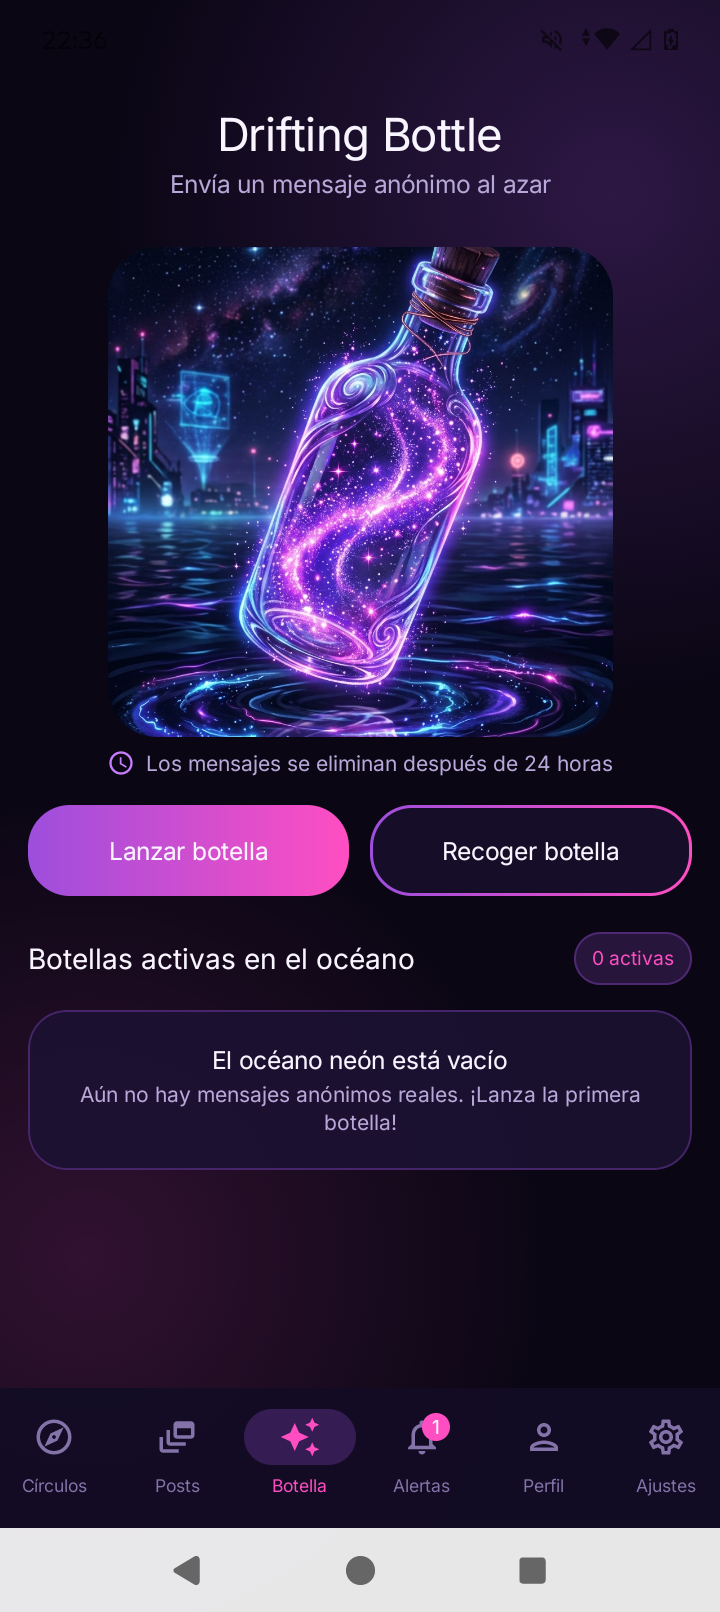 22:36
Drifting Bottle
Envía un mensaje anónimo al azar
Los mensajes se eliminan después de 24 horas
Lanzar botella
Recoger botella
Botellas activas en el océano
0 activas
El océano neón está vacío
Aún no hay mensajes anónimos reales. ¡Lanza la primera
botella!
1
Círculos
Posts
Botella
Alertas
Perfil
Ajustes